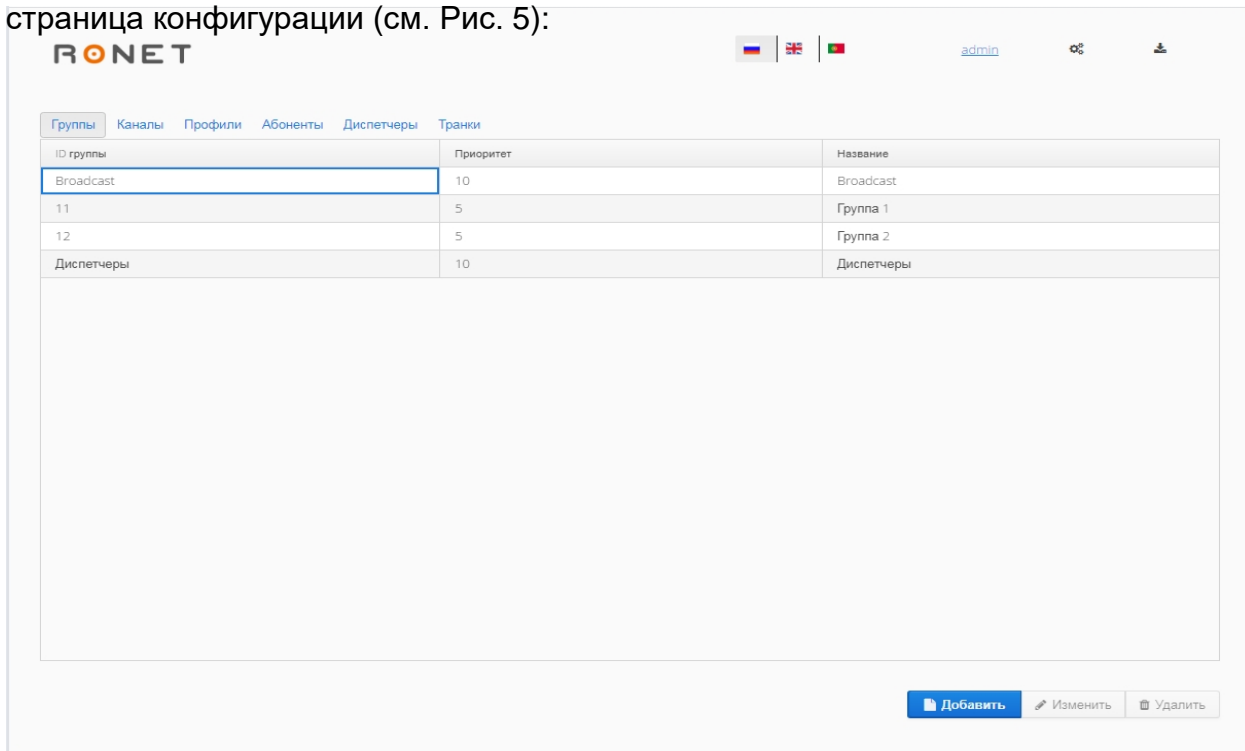 страница конфигурации (см. Рис. 5):
RONET
admin
Группы Каналы Профили Абоненты Диспетчеры Транки
ID группы Приоритет Название
Broadcast 10 Broadcast
11 5 Группа 1
12 5 Группа 2
Диспетчеры 10 Диспетчеры
Добавить Изменить Удалить